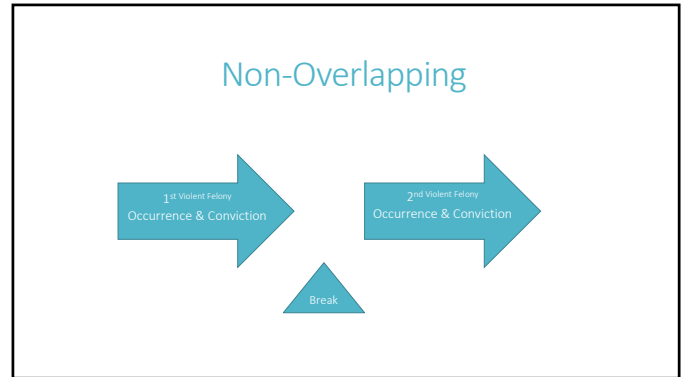 Non-Overlapping
1st Violent Felony
Occurrence & Conviction
2nd Violent Felony
Occurrence & Conviction
Break